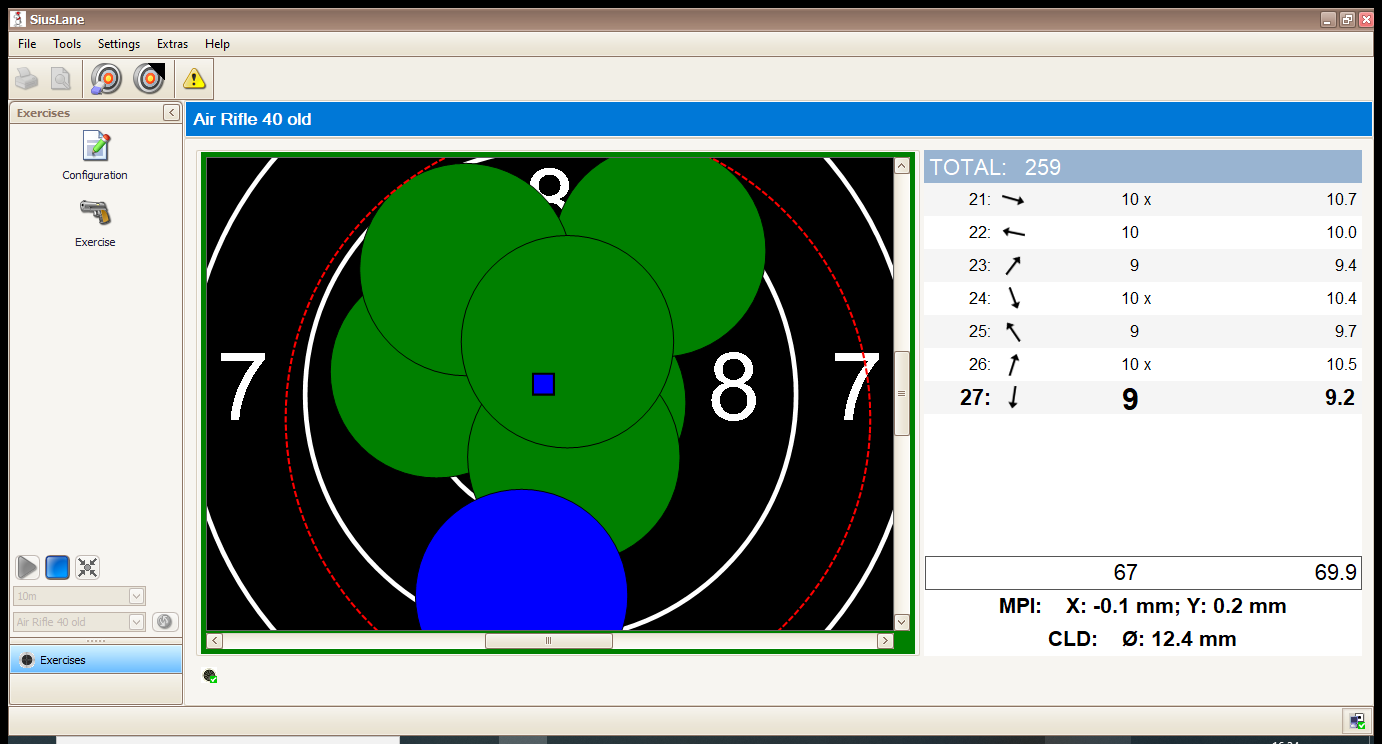 SiusLane
File Tools Settings Extras Help
Exercises
Air Rifle 40 old
Configuration
Exercise
8
7 8 7
TOTAL: 259
21: 10 x 10.7
22: 10 10.0
23: 9 9.4
24: 10 x 10.4
25: 9 9.7
26: 10 x 10.5
27: 9 9.2
67 69.9
MPI: X: -0.1 mm; Y: 0.2 mm
CLD: Ø: 12.4 mm
10m
Air Rifle 40 old
Exercises